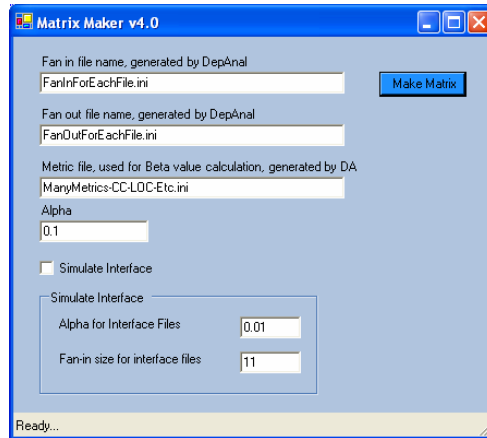 Matrix Maker v4.0
Fan in file name, generated by DepAnal
FanInForEachFile.ini
Make Matrix
Fan out file name, generated by DepAnal
FanOutForEachFile.ini
Metric file, used for Beta value calculation, generated by DA
ManyMetrics-CC-LOC-Etc.ini
Alpha
0.1
Simulate Interface
Simulate Interface
Alpha for Interface Files
0.01
Fan-in size for interface files
11
Ready...